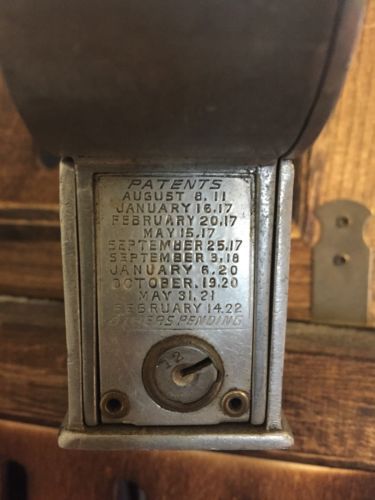 PATENTS
AUGUST 8,11
JANUARY 16,17
FEBRUARY 20,17
MAY 15,17
SEPTEMBER 25,17
SEPTEMBER 3,18
JANUARY 6,20
OCTOBER,19,20
MAY 31,21
FEBRUARY 14,22
OTHERS PENDING
12